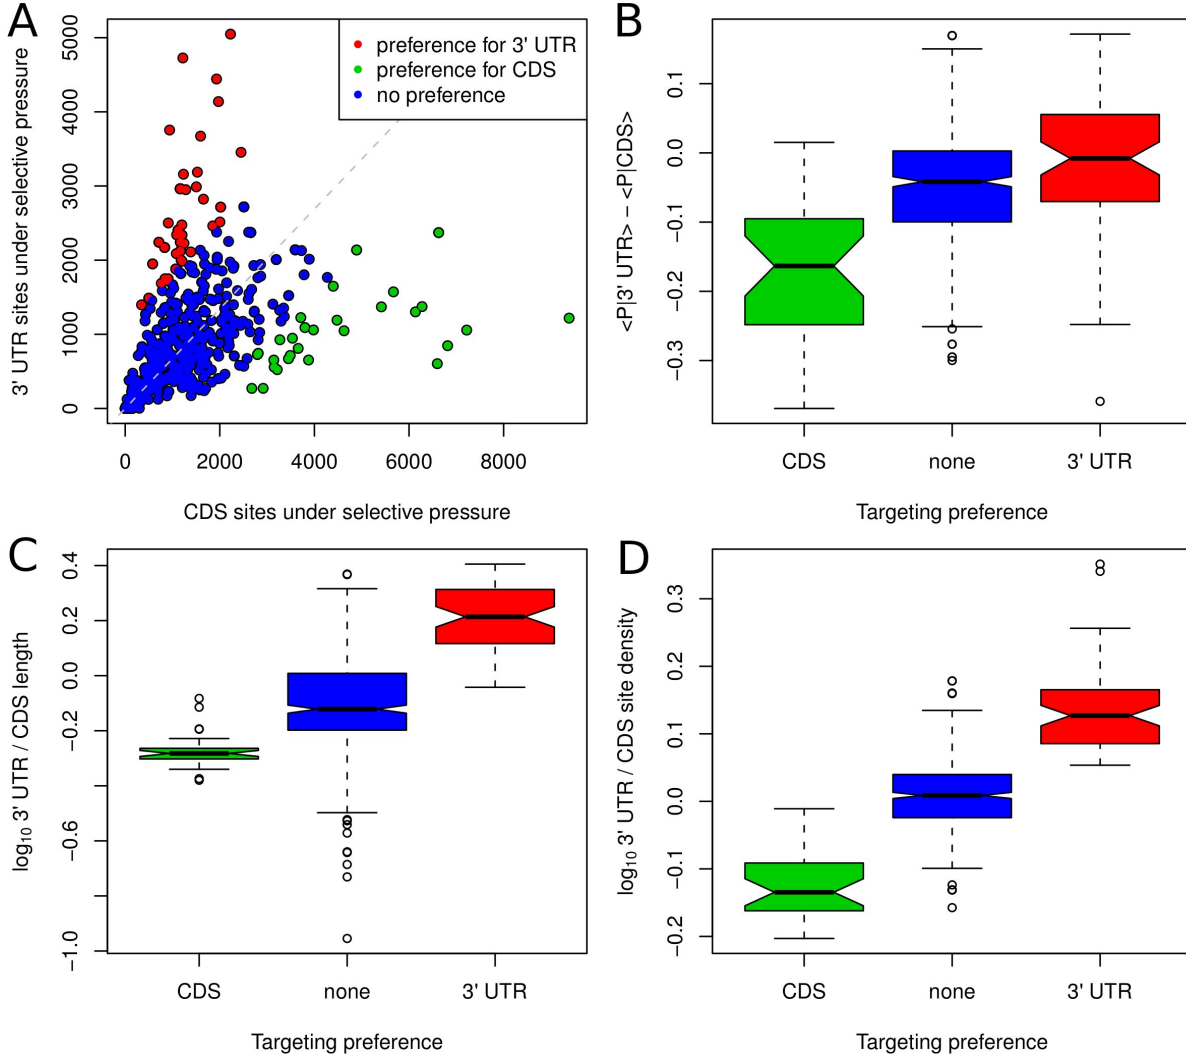 A
3' UTR sites under selective pressure
5000
4000
3000
2000
1000
0
preference for 3' UTR
preference for CDS
no preference
0 2000 4000 6000 8000
CDS sites under selective pressure
B
<P|3' UTR> – <P|CDS>
0.1
0.0
−0.1
−0.2
−0.3
CDS none 3' UTR
Targeting preference
C
log10 3' UTR / CDS length
0.4
0.2
0.0
−0.2
−0.6
−1.0
CDS none 3' UTR
Targeting preference
D
log10 3' UTR / CDS site density
0.3
0.2
0.1
0.0
−0.1
−0.2
CDS none 3' UTR
Targeting preference